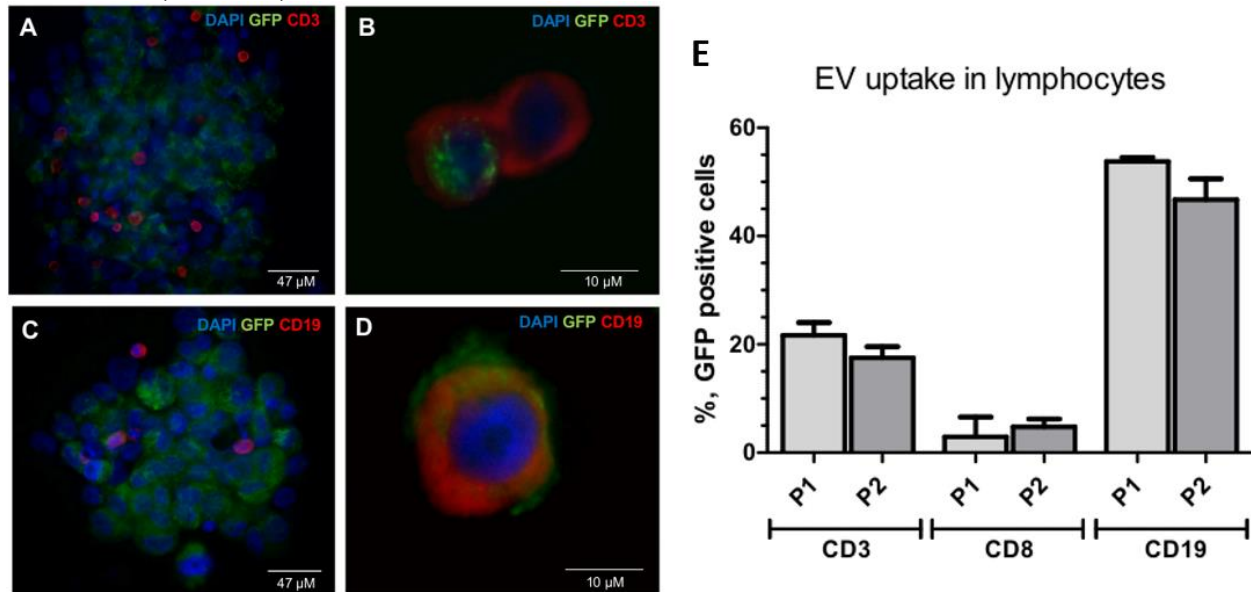 A
DAPI GFP CD3
47 µM
B
DAPI GFP CD3
10 µM
C
DAPI GFP CD19
47 µM
D
DAPI GFP CD19
10 µM
E
EV uptake in lymphocytes
%, GFP positive cells
60
40
20
0
P1 P2 P1 P2 P1 P2
CD3 CD8 CD19